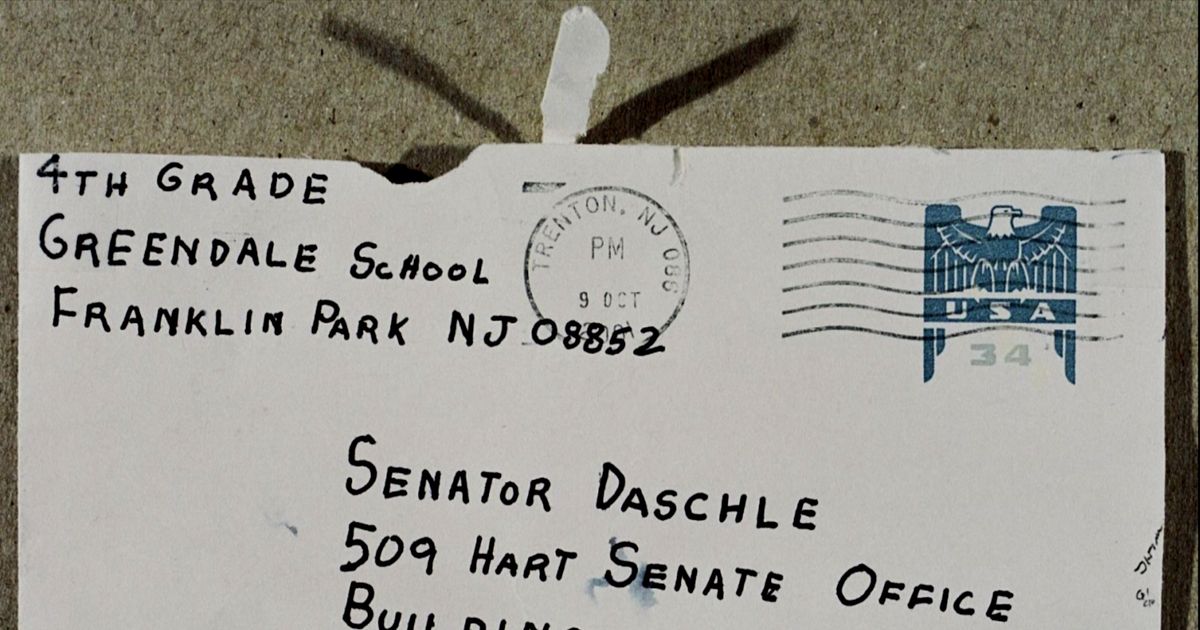 4TH GRADE
GREENDALE SCHOOL
FRANKLIN PARK NJ 08852
TRENTON, NJ 086
PM
9 OCT
USA
34
SENATOR DASCHLE
509 HART SENATE OFFICE